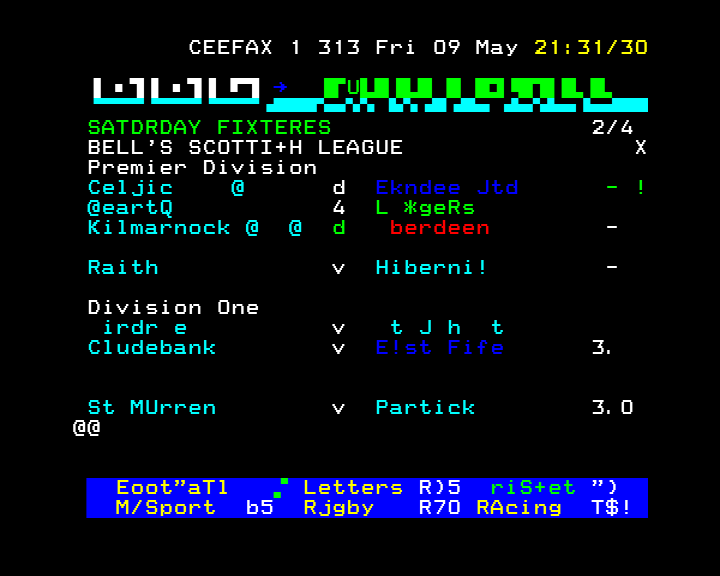 CEEFAX 1 313 Fri 09 May 21:31/30
SATDRDAY FIXTERES 2/4
BELL'S SCOTTI+H LEAGUE X
Premier Division
Celjic @ d Ekndee Jtd - !
@eartQ 4 L *geRs
Kilmarnock @ @ d berdeen -
Raith v Hiberni! -
Division One
irdr e v t J h t
Cludebank v E!st Fife 3.
St MUrren v Partick 3.0
@@
Eoot"aTl Letters R)5 riS+et ")
M/Sport b5 Rjgby R70 RAcing T$!